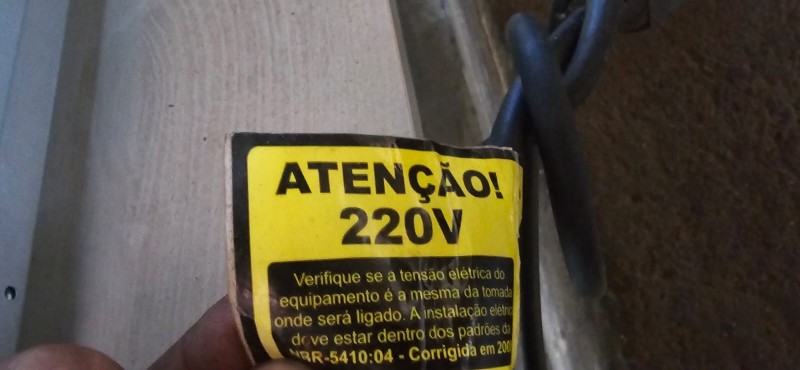 ATENÇÃO!
220V
Verifique se a tensão elétrica do
equipamento é a mesma da tomada
onde será ligado. A instalação elétrica
deve estar dentro dos padrões da
NBR-5410:04 - Corrigida em